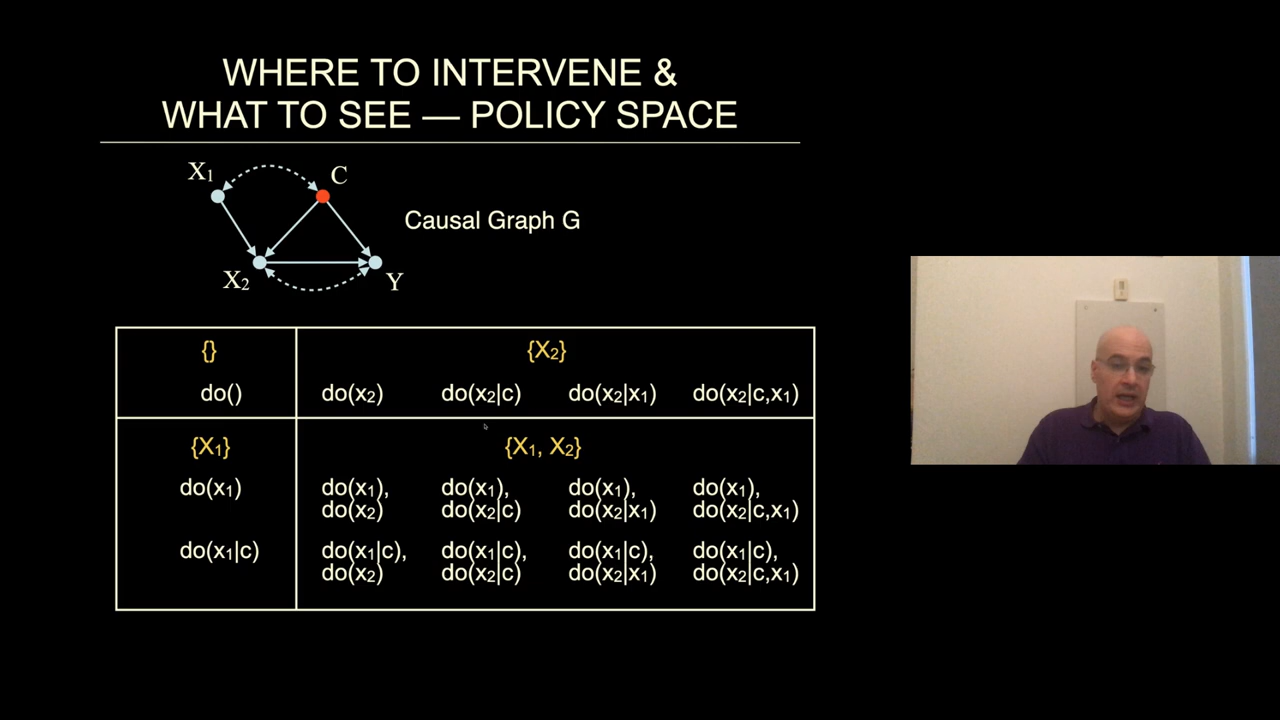 WHERE TO INTERVENE &
WHAT TO SEE — POLICY SPACE
X₁
C
Causal Graph G
X₂
Y
{} {X₂}
do() do(x₂) do(x₂|c) do(x₂|x₁) do(x₂|c,x₁)
{X₁} {X₁, X₂}
do(x₁) do(x₁), do(x₁), do(x₁), do(x₁),
do(x₂) do(x₂|c) do(x₂|x₁) do(x₂|c,x₁)
do(x₁|c) do(x₁|c), do(x₁|c), do(x₁|c), do(x₁|c),
do(x₂) do(x₂|c) do(x₂|x₁) do(x₂|c,x₁)